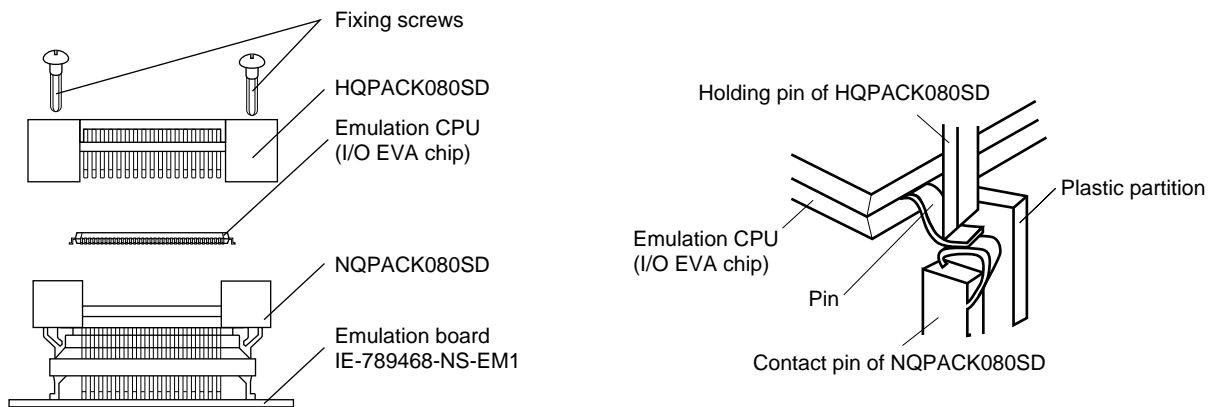 Fixing screws
HQPACK080SD
Emulation CPU
(I/O EVA chip)
NQPACK080SD
Emulation board
IE-789468-NS-EM1
Holding pin of HQPACK080SD
Plastic partition
Emulation CPU
(I/O EVA chip)
Pin
Contact pin of NQPACK080SD